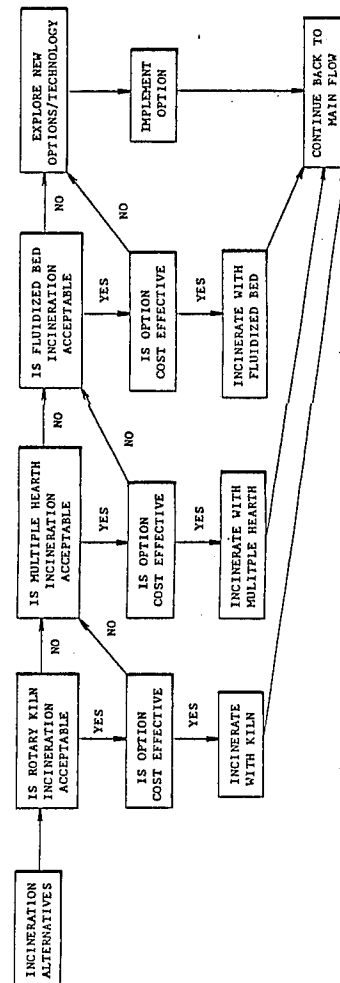 INCINERATION
ALTERNATIVES
IS ROTARY KILN
INCINERATION
ACCEPTABLE
YES
IS OPTION
COST EFFECTIVE
YES
INCINERATE
WITH KILN
NO
NO
IS MULTIPLE HEARTH
INCINERATION
ACCEPTABLE
YES
IS OPTION
COST EFFECTIVE
YES
INCINERATE WITH
MULITPLE HEARTH
NO
NO
IS FLUIDIZED BED
INCINERATION
ACCEPTABLE
YES
IS OPTION
COST EFFECTIVE
YES
INCINERATE WITH
FLUIDIZED BED
NO
NO
EXPLORE NEW
OPTIONS/TECHNOLOGY
IMPLEMENT
OPTION
CONTINUE BACK TO
MAIN FLOW